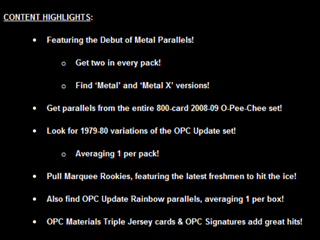 CONTENT HIGHLIGHTS:
• Featuring the Debut of Metal Parallels!
o Get two in every pack!
o Find ‘Metal’ and ‘Metal X’ versions!
• Get parallels from the entire 800-card 2008-09 O-Pee-Chee set!
• Look for 1979-80 variations of the OPC Update set!
o Averaging 1 per pack!
• Pull Marquee Rookies, featuring the latest freshmen to hit the ice!
• Also find OPC Update Rainbow parallels, averaging 1 per box!
• OPC Materials Triple Jersey cards & OPC Signatures add great hits!